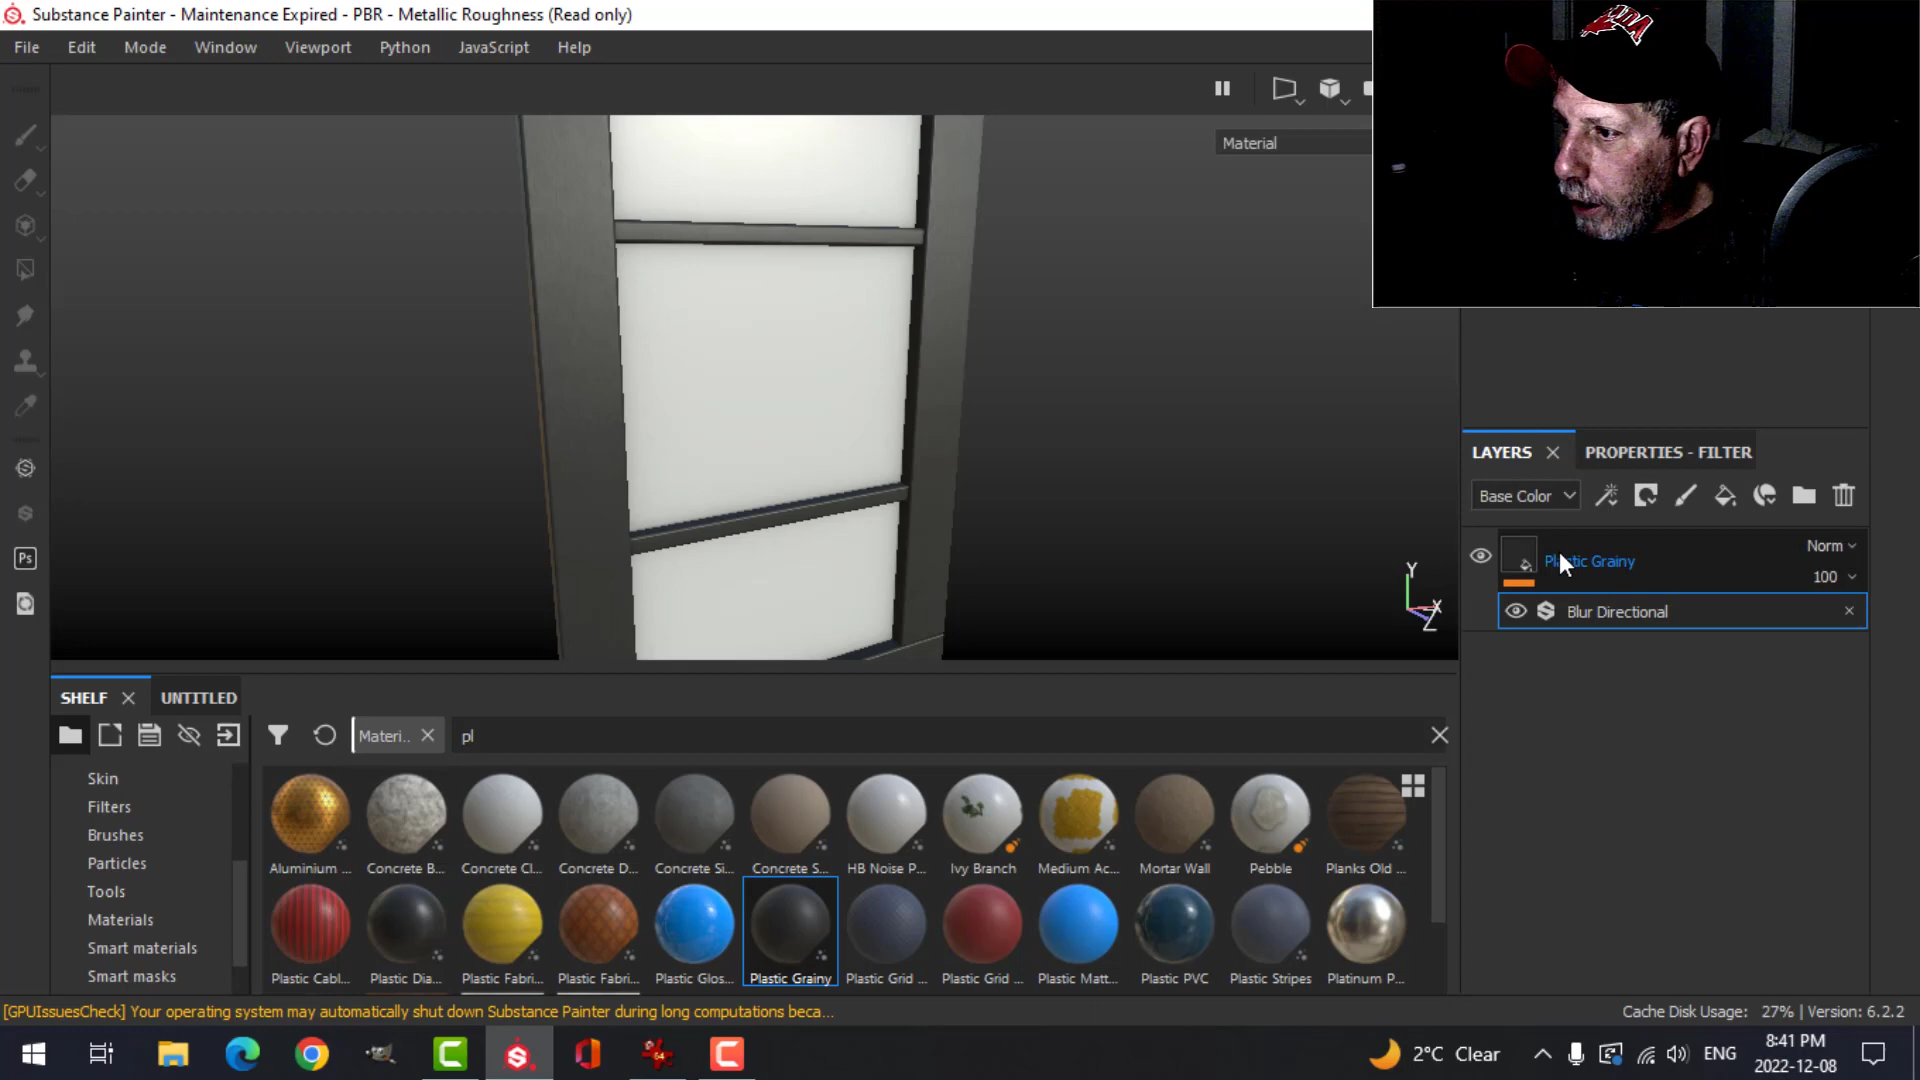 Substance Painter - Maintenance Expired - PBR - Metallic Roughness (Read only)
File Edit Mode Window Viewport Python JavaScript Help
Material
Y
X
Z
LAYERS PROPERTIES - FILTER
Base Color
Plastic Grainy
Norm
100
Blur Directional
SHELF UNTITLED
Materi.. pl
Skin
Filters
Brushes
Particles
Tools
Materials
Smart materials
Smart masks
Aluminium ... Concrete B... Concrete Cl... Concrete D... Concrete Si... Concrete S... HB Noise P... Ivy Branch Medium Ac... Mortar Wall Pebble Planks Old ...
Plastic Cabl... Plastic Dia... Plastic Fabri... Plastic Fabri... Plastic Glos... Plastic Grainy Plastic Grid ... Plastic Grid ... Plastic Matt... Plastic PVC Plastic Stripes Platinum P...
[GPUIssuesCheck] Your operating system may automatically shut down Substance Painter during long computations beca...
Cache Disk Usage: 27% | Version: 6.2.2
Ps
64
2°C Clear
ENG
8:41 PM
2022-12-08